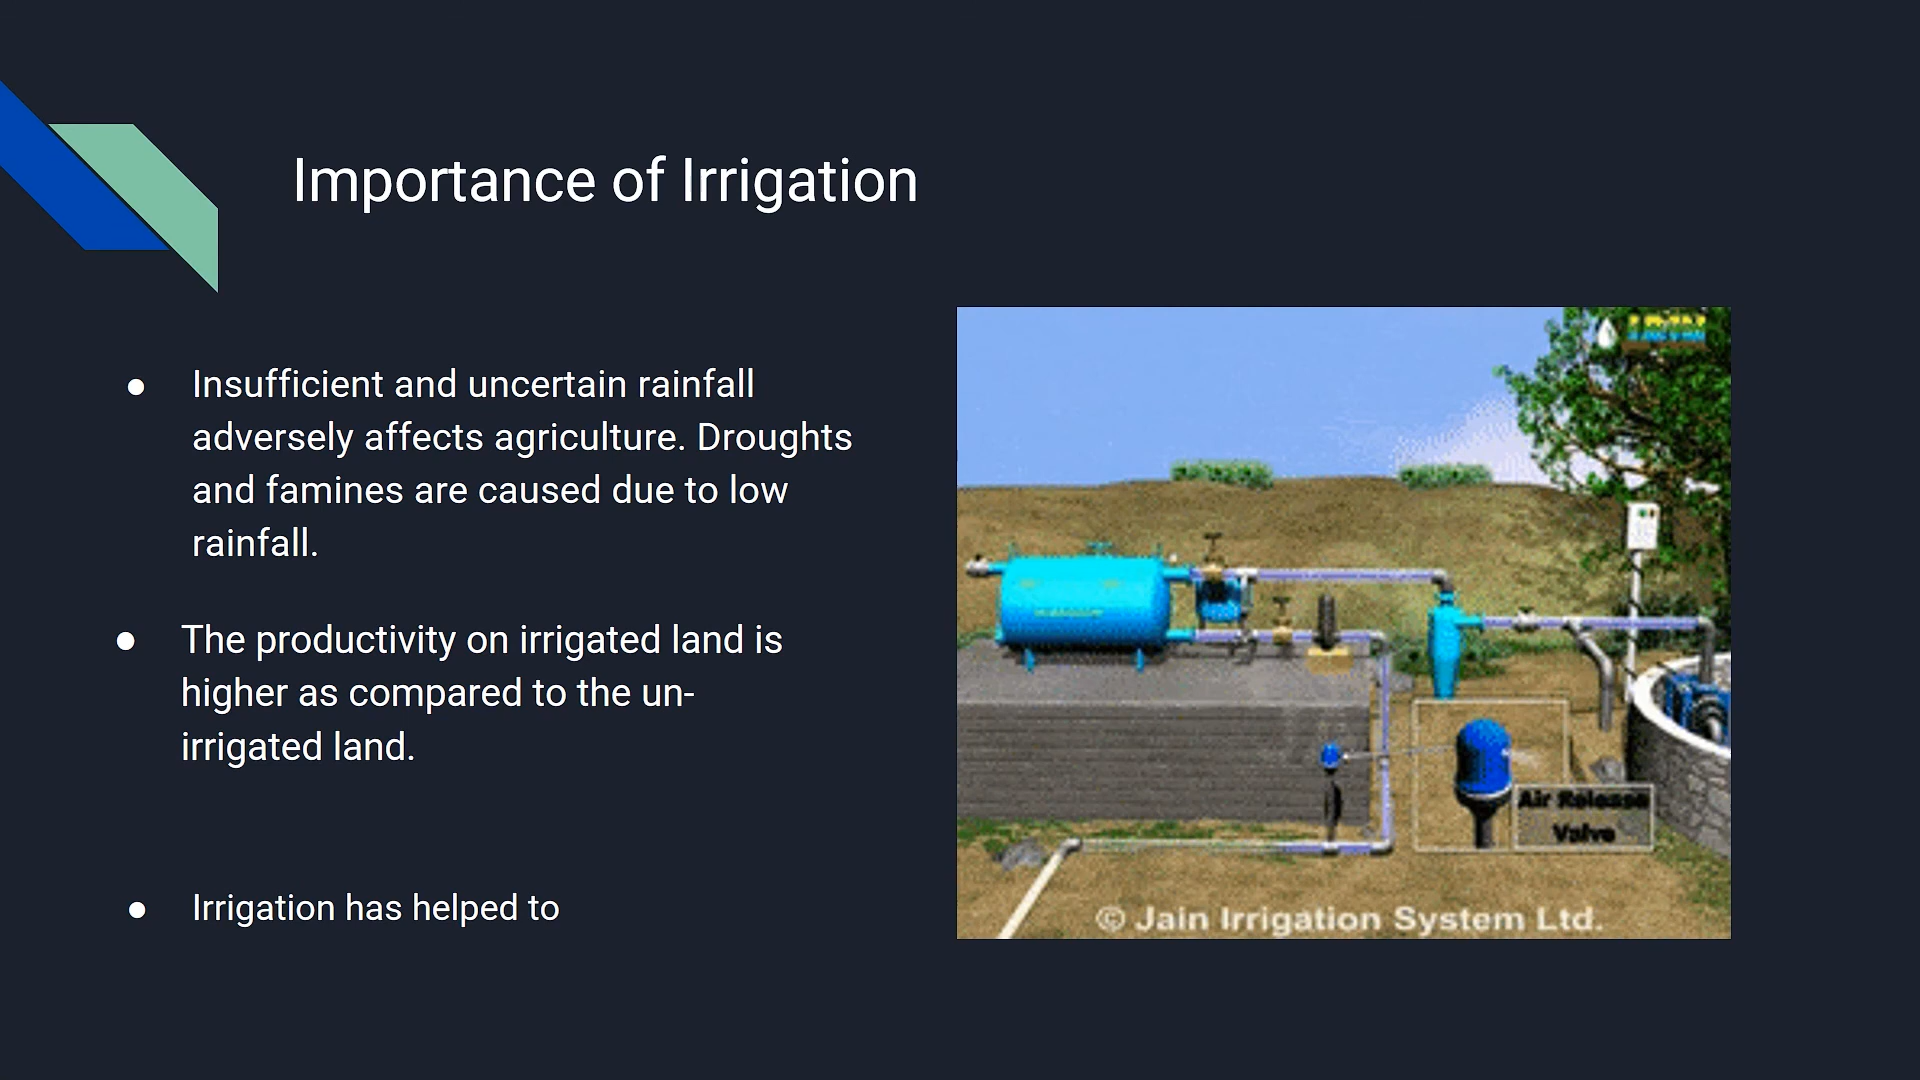 Importance of Irrigation
● Insufficient and uncertain rainfall
adversely affects agriculture. Droughts
and famines are caused due to low
rainfall.
● The productivity on irrigated land is
higher as compared to the un-
irrigated land.
● Irrigation has helped to
Air Release
Valve
© Jain Irrigation System Ltd.